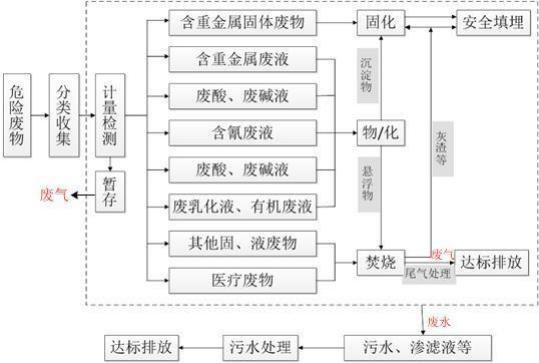 含重金属固体废物
固化
安全填埋
含重金属废液
沉淀物
危险废物
分类收集
计量检测
废酸、废碱液
含氰废液
物/化
灰渣等
废酸、废碱液
悬浮物
暂存
废气
废乳化液、有机废液
其他固、液废物
焚烧
废气
尾气处理
达标排放
医疗废物
废水
达标排放
污水处理
污水、渗滤液等